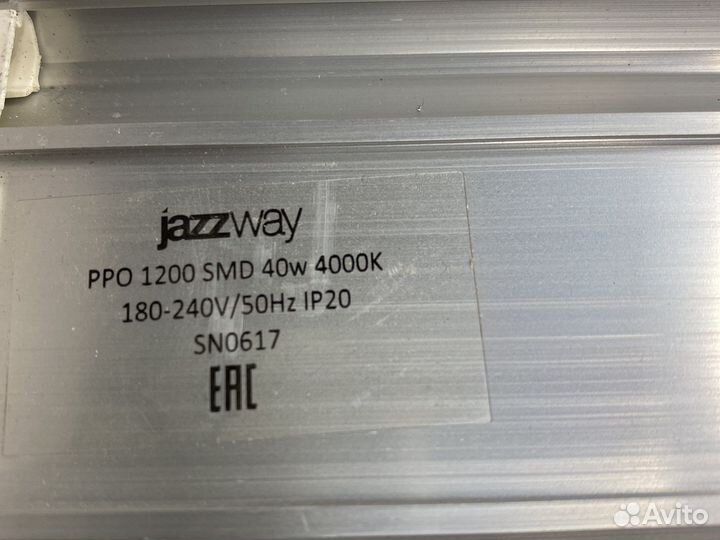 jazzway
PPO 1200 SMD 40w 4000K
180-240V/50Hz IP20
SN0617
EAC
Avito